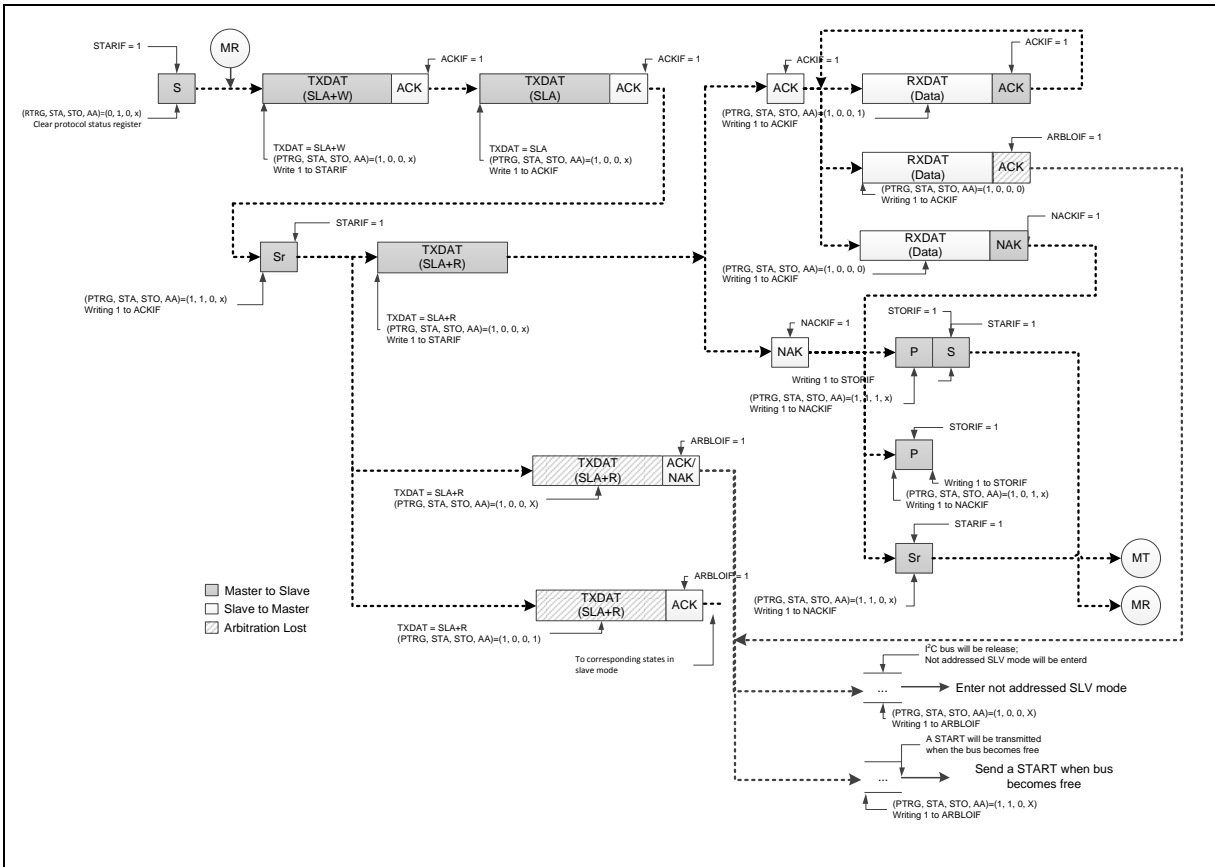 STARIF = 1
MR
ACKIF = 1
ACKIF = 1
ACKIF = 1
ACKIF = 1
S
TXDAT
(SLA+W)
ACK
TXDAT
(SLA)
ACK
ACK
RXDAT
(Data)
ACK
(RTRG, STA, STO, AA)=(0, 1, 0, x)
Clear protocol status register
TXDAT = SLA+W
(PTRG, STA, STO, AA)=(1, 0, 0, x)
Write 1 to STARIF
TXDAT = SLA
(PTRG, STA, STO, AA)=(1, 0, 0, x)
Write 1 to ACKIF
(PTRG, STA, STO, AA)=(1, 0, 0, 1)
Writing 1 to ACKIF
ARBLOIF = 1
RXDAT
(Data)
ACK
(PTRG, STA, STO, AA)=(1, 0, 0, 0)
Writing 1 to ACKIF
STARIF = 1
NACKIF = 1
Sr
TXDAT
(SLA+R)
RXDAT
(Data)
NAK
(PTRG, STA, STO, AA)=(1, 0, 0, 0)
Writing 1 to ACKIF
(PTRG, STA, STO, AA)=(1, 1, 0, x)
Writing 1 to ACKIF
TXDAT = SLA+R
(PTRG, STA, STO, AA)=(1, 0, 0, x)
Write 1 to STARIF
NACKIF = 1
STORIF = 1
STARIF = 1
NAK
P
S
Writing 1 to STORIF
(PTRG, STA, STO, AA)=(1, 1, 1, x)
Writing 1 to NACKIF
STORIF = 1
P
Writing 1 to STORIF
(PTRG, STA, STO, AA)=(1, 0, 1, x)
Writing 1 to NACKIF
ARBLOIF = 1
TXDAT
(SLA+R)
ACK/
NAK
TXDAT = SLA+R
(PTRG, STA, STO, AA)=(1, 0, 0, X)
STARIF = 1
Sr
MT
(PTRG, STA, STO, AA)=(1, 1, 0, x)
Writing 1 to NACKIF
MR
Master to Slave
Slave to Master
Arbitration Lost
ARBLOIF = 1
TXDAT
(SLA+R)
ACK
TXDAT = SLA+R
(PTRG, STA, STO, AA)=(1, 0, 0, 1)
To corresponding states in
slave mode
I²C bus will be release;
Not addressed SLV mode will be enterd
...
Enter not addressed SLV mode
(PTRG, STA, STO, AA)=(1, 0, 0, X)
Writing 1 to ARBLOIF
A START will be transmitted
when the bus becomes free
...
Send a START when bus
becomes free
(PTRG, STA, STO, AA)=(1, 1, 0, X)
Writing 1 to ARBLOIF